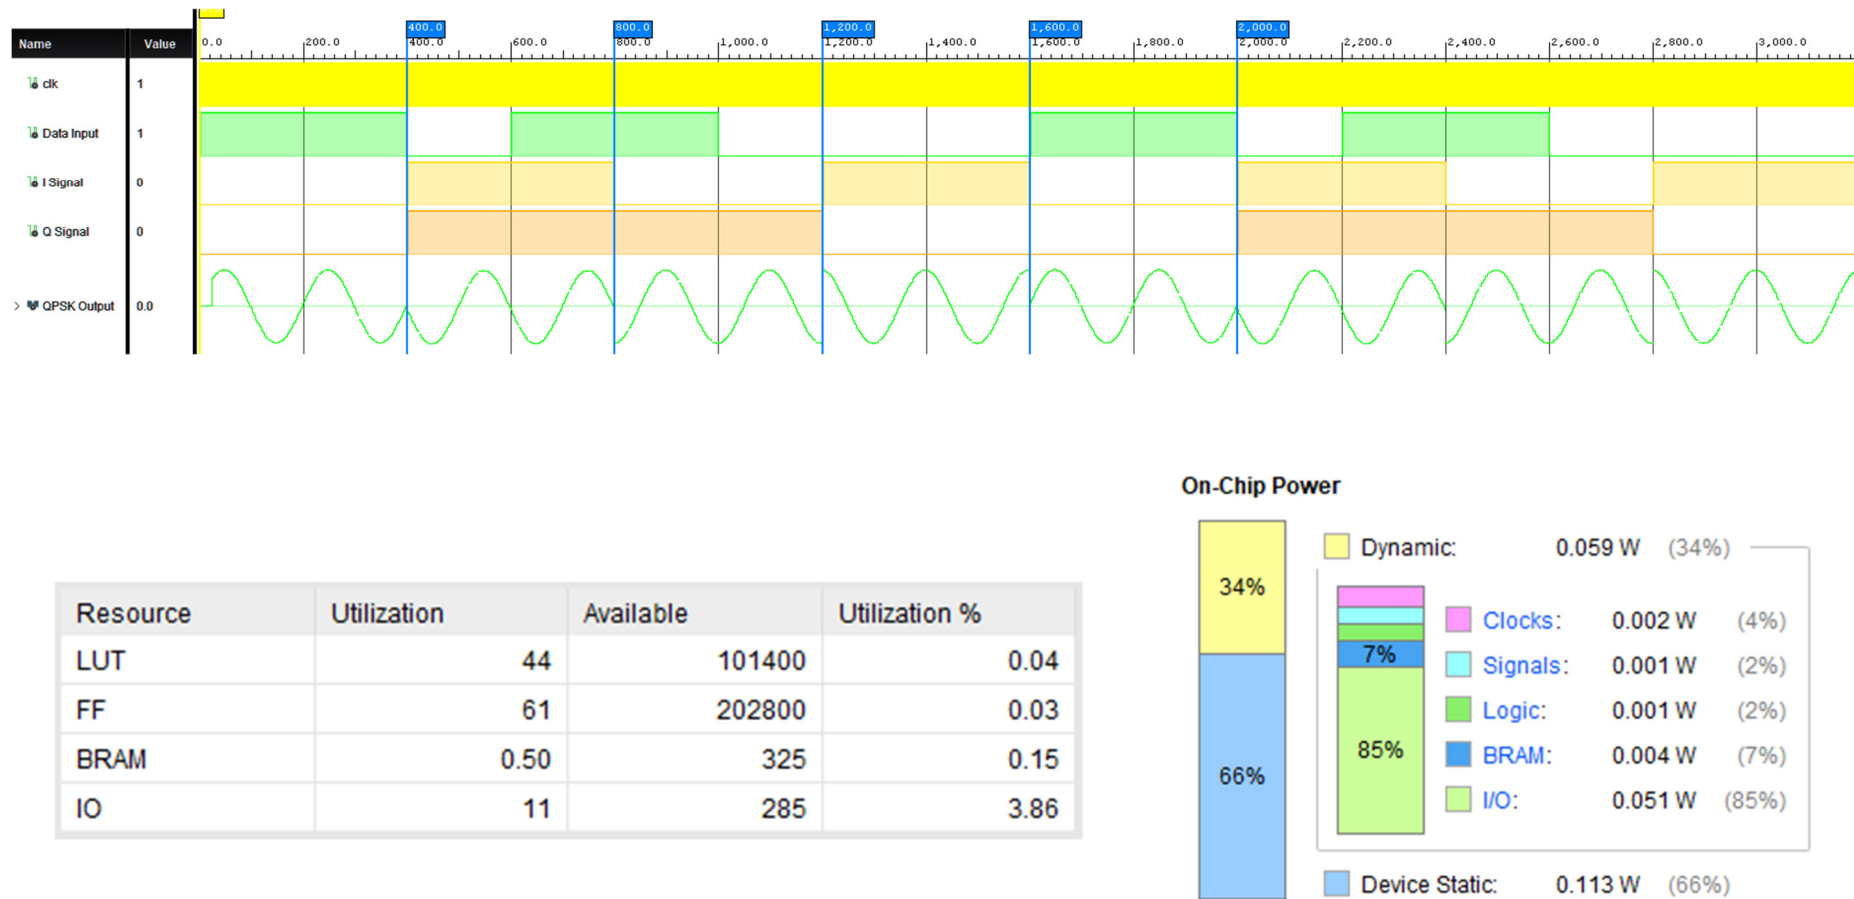 400.0 800.0 1,200.0 1,600.0 2,000.0
Name Value 0.0 200.0 400.0 600.0 800.0 1,000.0 1,200.0 1,400.0 1,600.0 1,800.0 2,000.0 2,200.0 2,400.0 2,600.0 2,800.0 3,000.0
clk 1
Data Input 1
I Signal 0
Q Signal 0
> QPSK Output 0.0
On-Chip Power
34%
66%
Dynamic: 0.059 W (34%)
7%
85%
Clocks: 0.002 W (4%)
Signals: 0.001 W (2%)
Logic: 0.001 W (2%)
BRAM: 0.004 W (7%)
I/O: 0.051 W (85%)
Device Static: 0.113 W (66%)
Resource Utilization Available Utilization %
LUT 44 101400 0.04
FF 61 202800 0.03
BRAM 0.50 325 0.15
IO 11 285 3.86